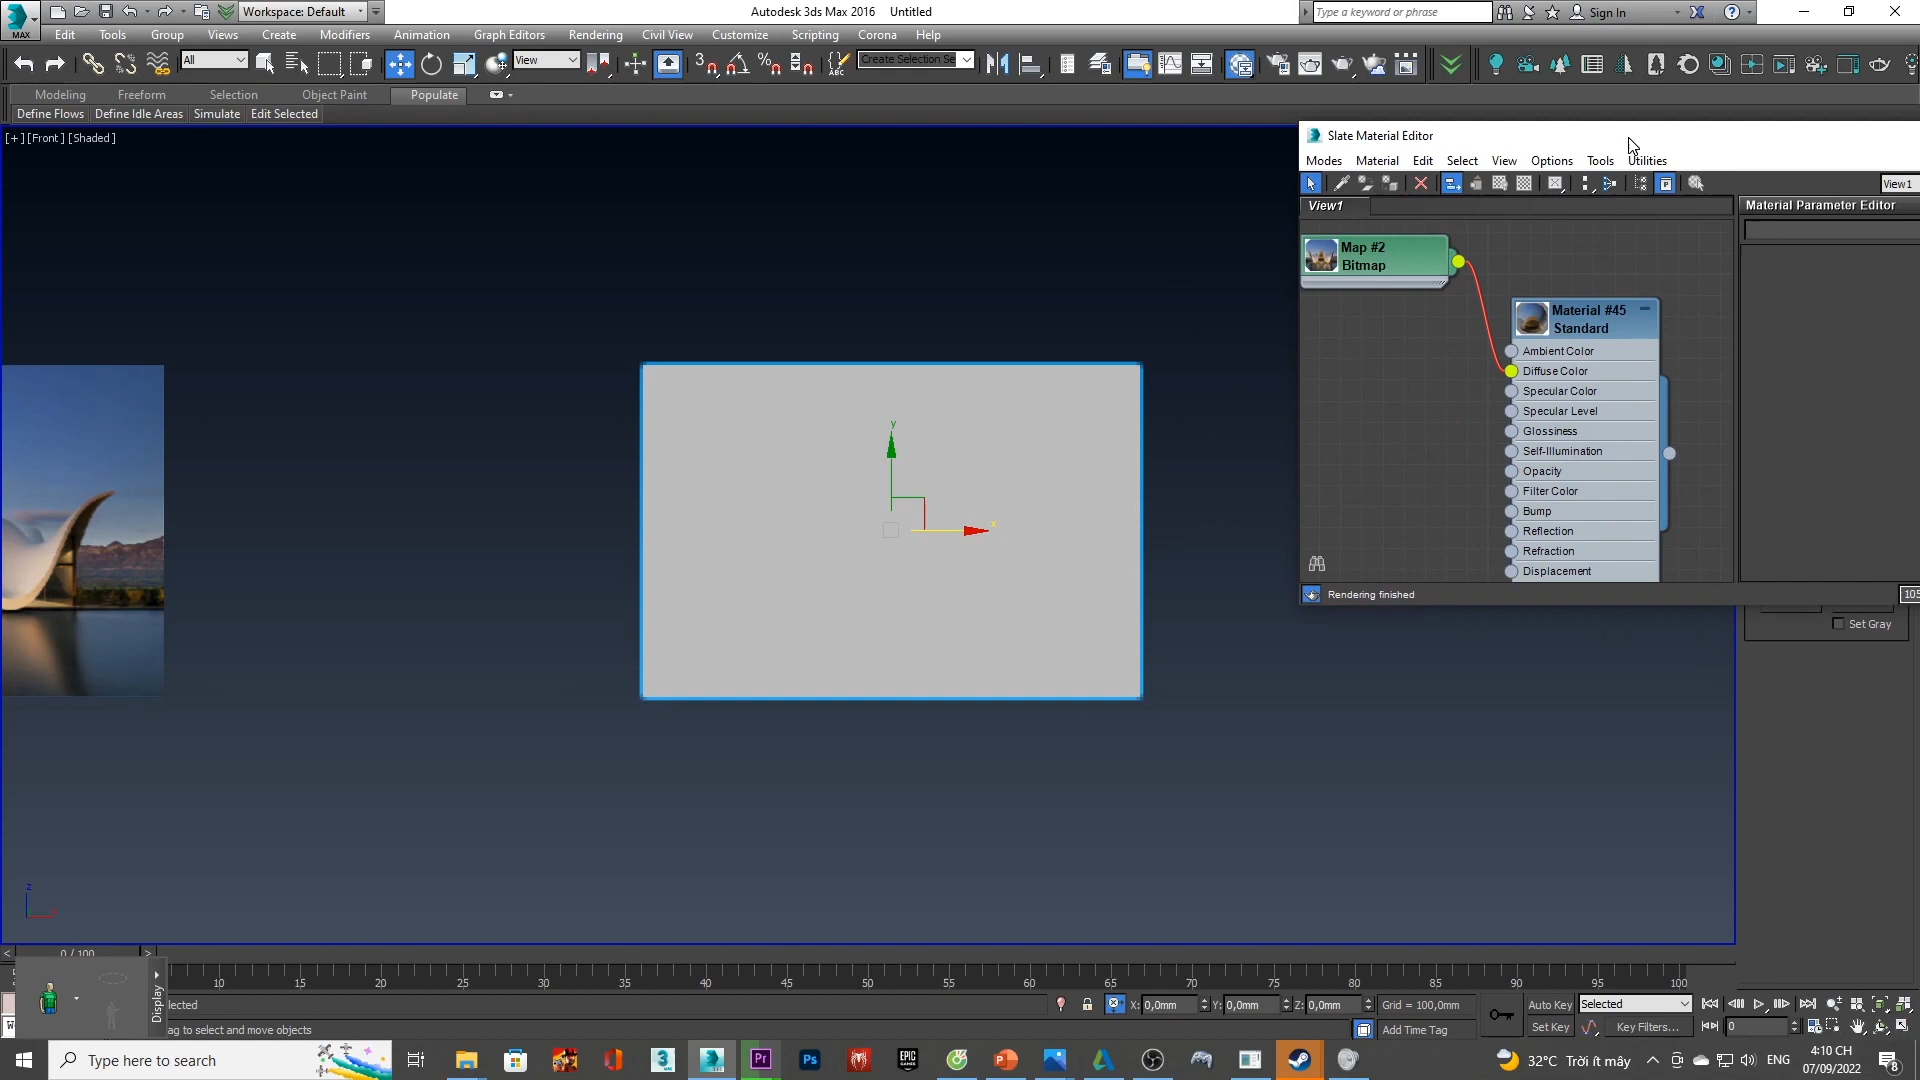 Workspace: Default
Autodesk 3ds Max 2016 Untitled
Type a keyword or phrase
Sign In
MAX
Edit Tools Group Views Create Modifiers Animation Graph Editors Rendering Civil View Customize Scripting Corona Help
All
View
3
ABC
Create Selection Se
Modeling Freeform Selection Object Paint Populate
Define Flows Define Idle Areas Simulate Edit Selected
[+] [Front] [Shaded]
Slate Material Editor
Modes Material Edit Select View Options Tools Utilities
View1
View1
Material Parameter Editor
Map #2
Bitmap
Material #45
Standard
Ambient Color
Diffuse Color
Specular Color
Specular Level
Glossiness
Self-Illumination
Opacity
Filter Color
Bump
Reflection
Refraction
Displacement
Rendering finished
105
Set Gray
y
x
z
0 / 100
10 15 20 25 30 35 40 45 50 55 60 65 70 75 80 85 90 95 100
Display
lected
X: 0,0mm Y: 0,0mm Z: 0,0mm Grid = 100,0mm
Auto Key Selected
ag to select and move objects
Add Time Tag
Set Key Key Filters... 0
Type here to search
32°C Trời ít mây
ENG
4:10 CH
07/09/2022
8